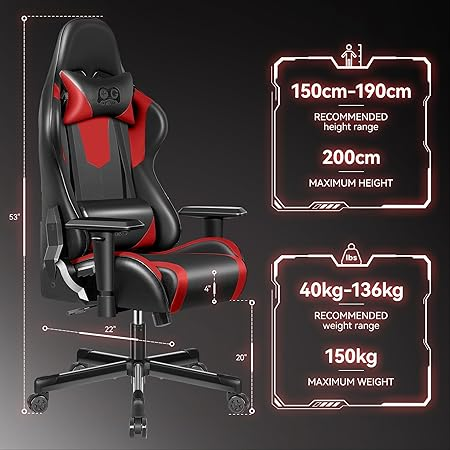 53"
22"
4"
20"
150cm-190cm
RECOMMENDED
height range
200cm
MAXIMUM HEIGHT
lbs
40kg-136kg
RECOMMENDED
weight range
150kg
MAXIMUM WEIGHT